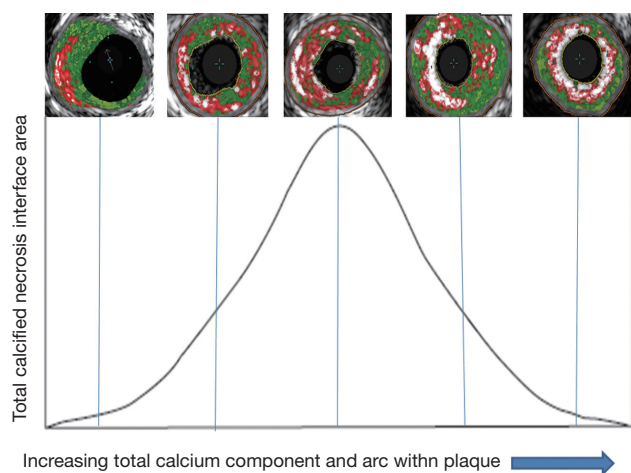 Total calcified necrosis interface area
Increasing total calcium component and arc withn plaque